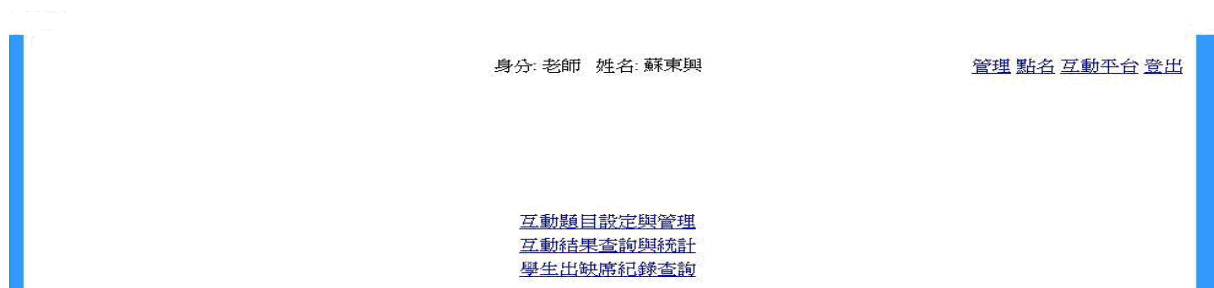 身分: 老師 姓名: 蘇東興 管理 點名 互動平台 登出
互動題目設定與管理
互動結果查詢與統計
學生出缺席紀錄查詢